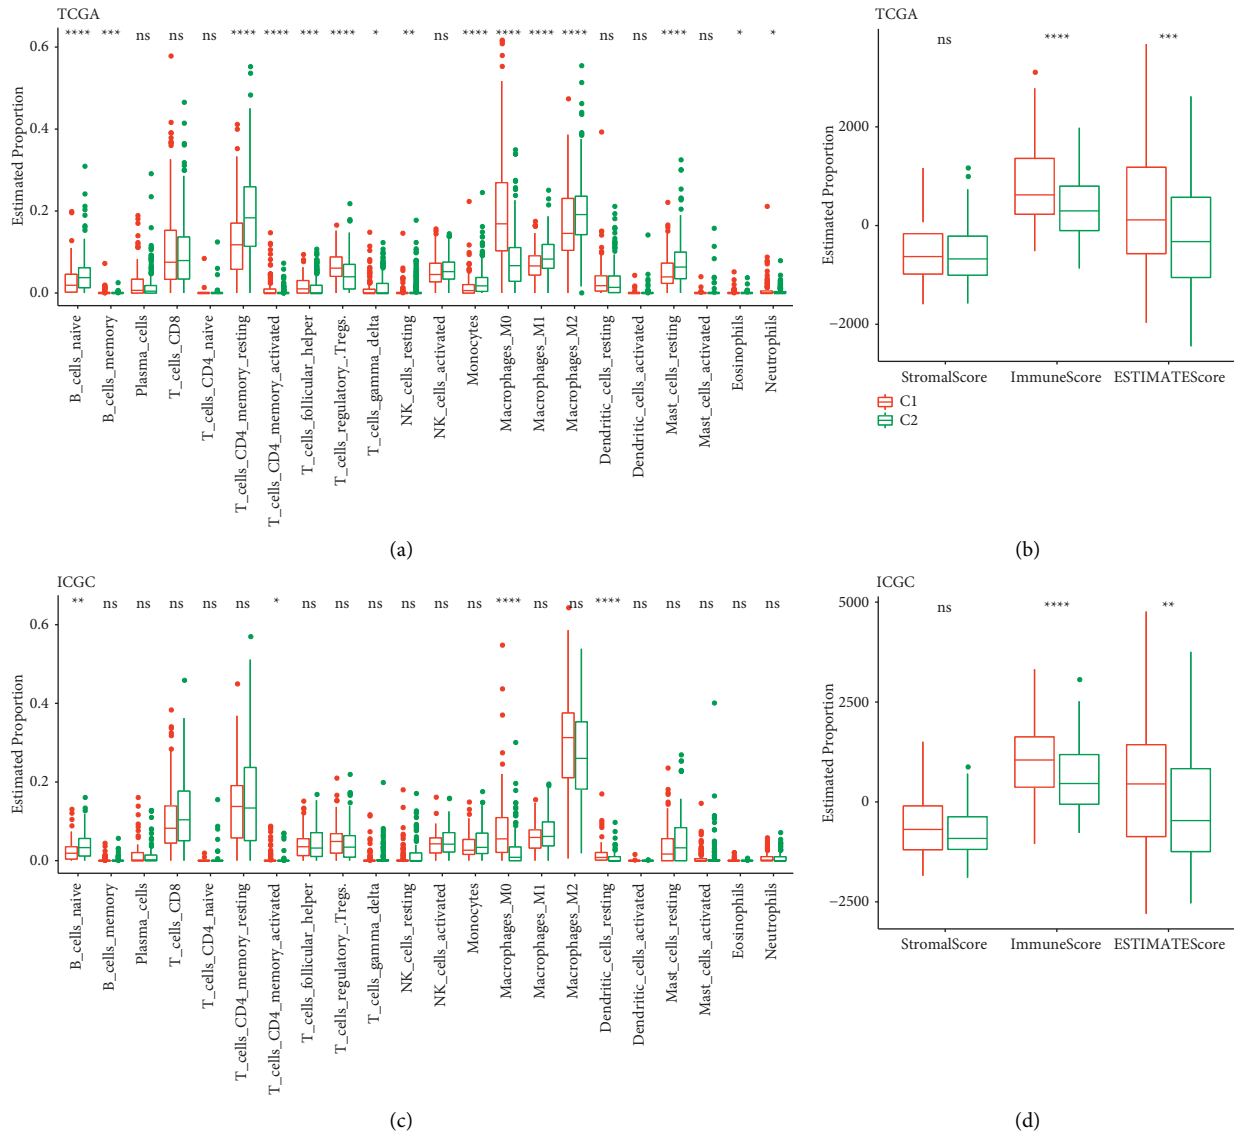 TCGA
**** *** ns ns ns **** **** *** **** * ** ns **** **** **** **** ns ns **** ns * *
Estimated Proportion
0.6
0.4
0.2
0.0
B_cells_naive
B_cells_memory
Plasma_cells
T_cells_CD8
T_cells_CD4_naive
T_cells_CD4_memory_resting
T_cells_CD4_memory_activated
T_cells_follicular_helper
T_cells_regulatory_.Tregs.
T_cells_gamma_delta
NK_cells_resting
NK_cells_activated
Monocytes
Macrophages_M0
Macrophages_M1
Macrophages_M2
Dendritic_cells_resting
Dendritic_cells_activated
Mast_cells_resting
Mast_cells_activated
Eosinophils
Neutrophils
(a)
TCGA
ns **** ***
Estimated Proportion
2000
0
−2000
StromalScore ImmuneScore ESTIMATEScore
C1
C2
(b)
ICGC
** ns ns ns ns ns * ns ns ns ns ns ns **** ns ns **** ns ns ns ns ns
Estimated Proportion
0.6
0.4
0.2
0.0
B_cells_naive
B_cells_memory
Plasma_cells
T_cells_CD8
T_cells_CD4_naive
T_cells_CD4_memory_resting
T_cells_CD4_memory_activated
T_cells_follicular_helper
T_cells_regulatory_.Tregs.
T_cells_gamma_delta
NK_cells_resting
NK_cells_activated
Monocytes
Macrophages_M0
Macrophages_M1
Macrophages_M2
Dendritic_cells_resting
Dendritic_cells_activated
Mast_cells_resting
Mast_cells_activated
Eosinophils
Neutrophils
(c)
ICGC
ns **** **
Estimated Proportion
5000
2500
0
−2500
StromalScore ImmuneScore ESTIMATEScore
(d)